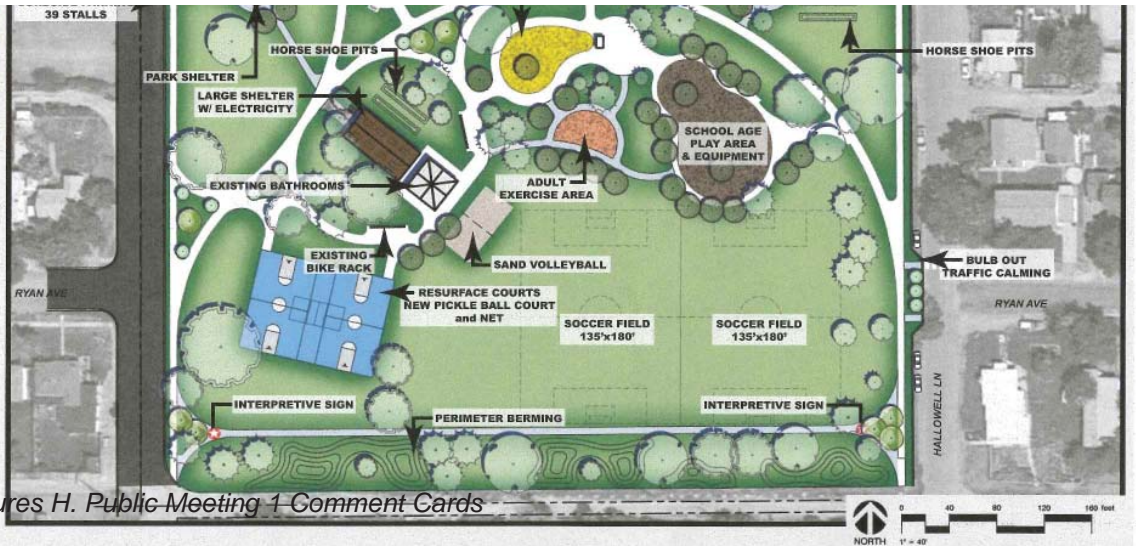 39 STALLS
HORSE SHOE PITS
HORSE SHOE PITS
PARK SHELTER
LARGE SHELTER
W/ ELECTRICITY
SCHOOL AGE
PLAY AREA
& EQUIPMENT
EXISTING BATHROOMS
ADULT
EXERCISE AREA
EXISTING
BIKE RACK
SAND VOLLEYBALL
BULB OUT
TRAFFIC CALMING
RYAN AVE
RESURFACE COURTS
NEW PICKLE BALL COURT
and NET
RYAN AVE
SOCCER FIELD
135'x180'
SOCCER FIELD
135'x180'
INTERPRETIVE SIGN
PERIMETER BERMING
INTERPRETIVE SIGN
HALLOWELL LN
ures H. Public Meeting 1 Comment Cards
0 40 80 120 160 feet
NORTH 1" = 40'